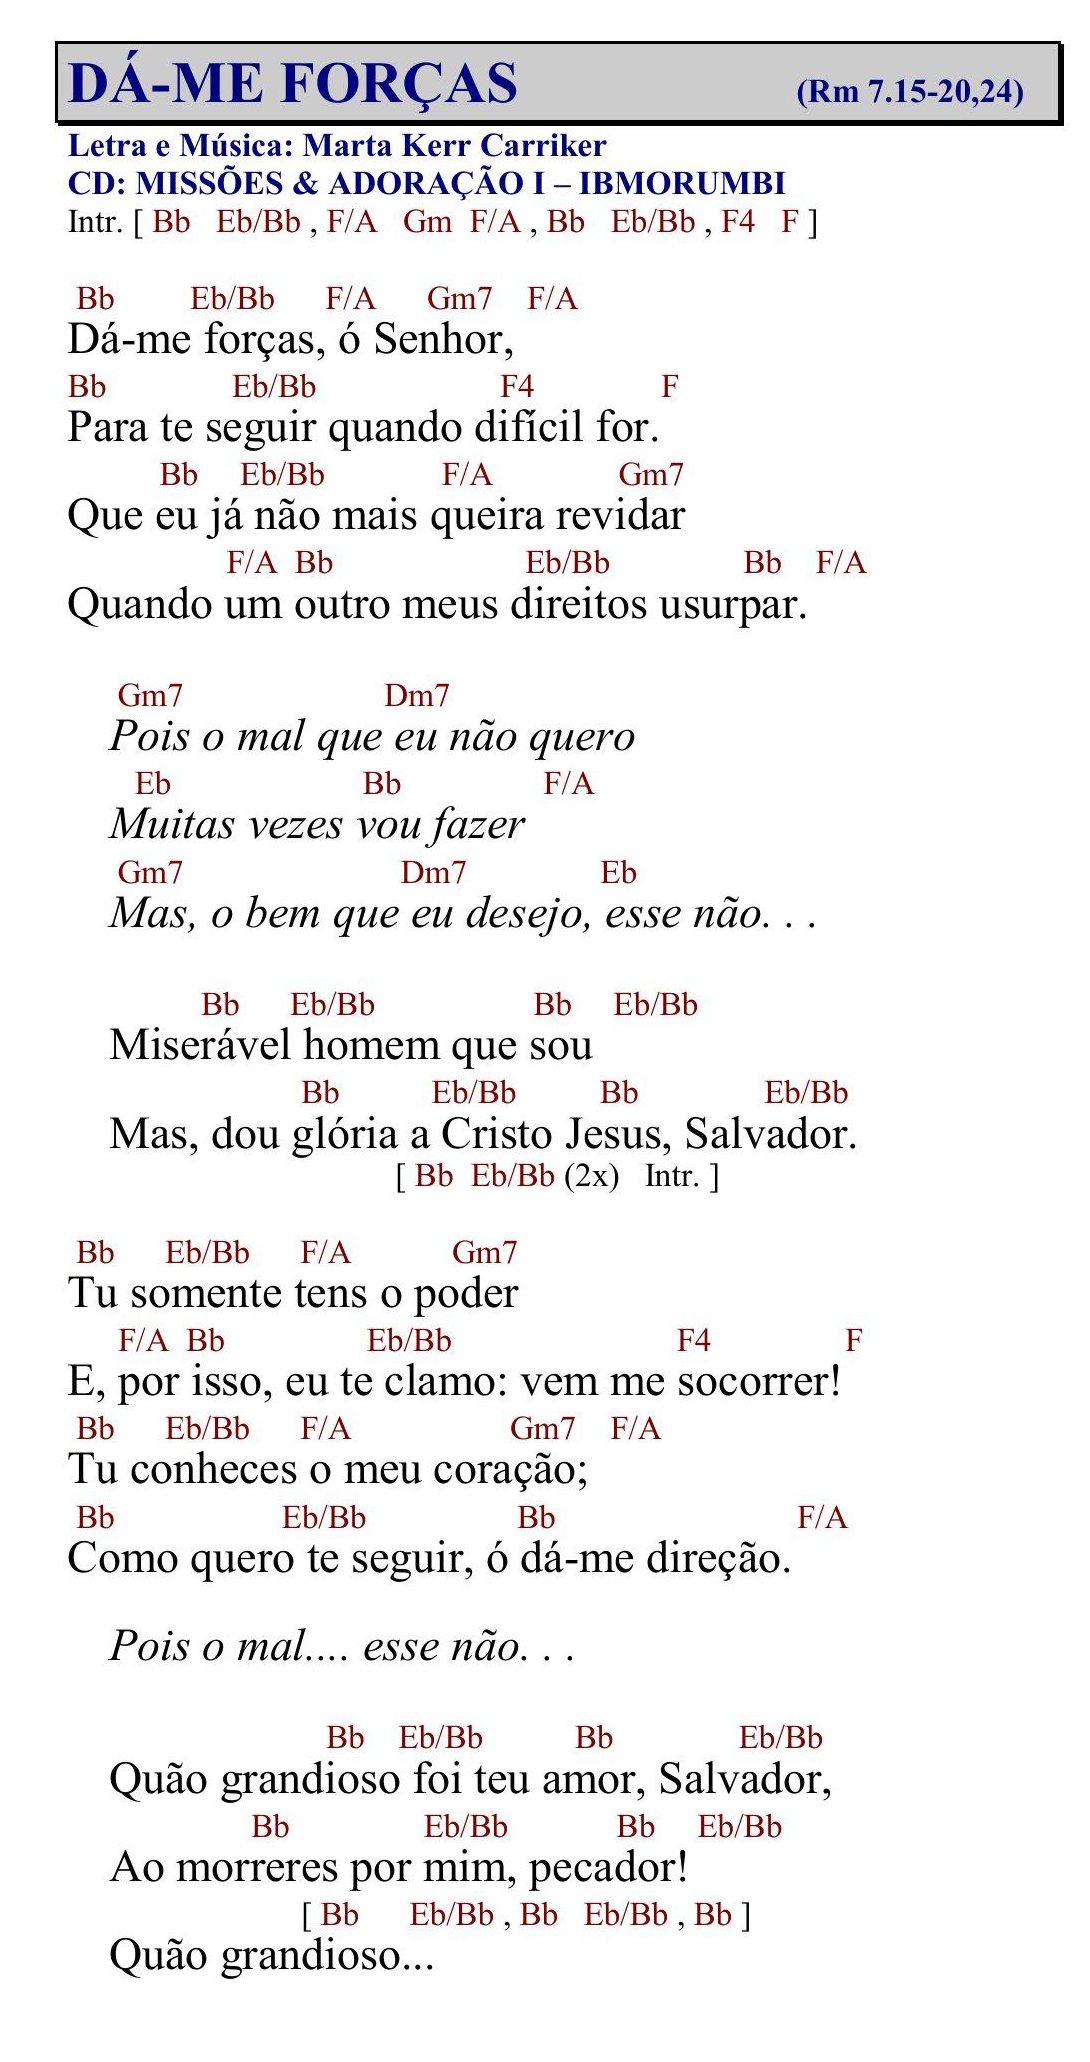 DÁ-ME FORÇAS (Rm 7.15-20,24)
Letra e Música: Marta Kerr Carriker
CD: MISSÕES & ADORAÇÃO I – IBMORUMBI
Intr. [ Bb Eb/Bb , F/A Gm F/A , Bb Eb/Bb , F4 F ]
Bb Eb/Bb F/A Gm7 F/A
Dá-me forças, ó Senhor,
Bb Eb/Bb F4 F
Para te seguir quando difícil for.
Bb Eb/Bb F/A Gm7
Que eu já não mais queira revidar
F/A Bb Eb/Bb Bb F/A
Quando um outro meus direitos usurpar.
Gm7 Dm7
Pois o mal que eu não quero
Eb Bb F/A
Muitas vezes vou fazer
Gm7 Dm7 Eb
Mas, o bem que eu desejo, esse não. . .
Bb Eb/Bb Bb Eb/Bb
Miserável homem que sou
Bb Eb/Bb Bb Eb/Bb
Mas, dou glória a Cristo Jesus, Salvador.
[ Bb Eb/Bb (2x) Intr. ]
Bb Eb/Bb F/A Gm7
Tu somente tens o poder
F/A Bb Eb/Bb F4 F
E, por isso, eu te clamo: vem me socorrer!
Bb Eb/Bb F/A Gm7 F/A
Tu conheces o meu coração;
Bb Eb/Bb Bb F/A
Como quero te seguir, ó dá-me direção.
Pois o mal.... esse não. . .
Bb Eb/Bb Bb Eb/Bb
Quão grandioso foi teu amor, Salvador,
Bb Eb/Bb Bb Eb/Bb
Ao morreres por mim, pecador!
[ Bb Eb/Bb , Bb Eb/Bb , Bb ]
Quão grandioso...